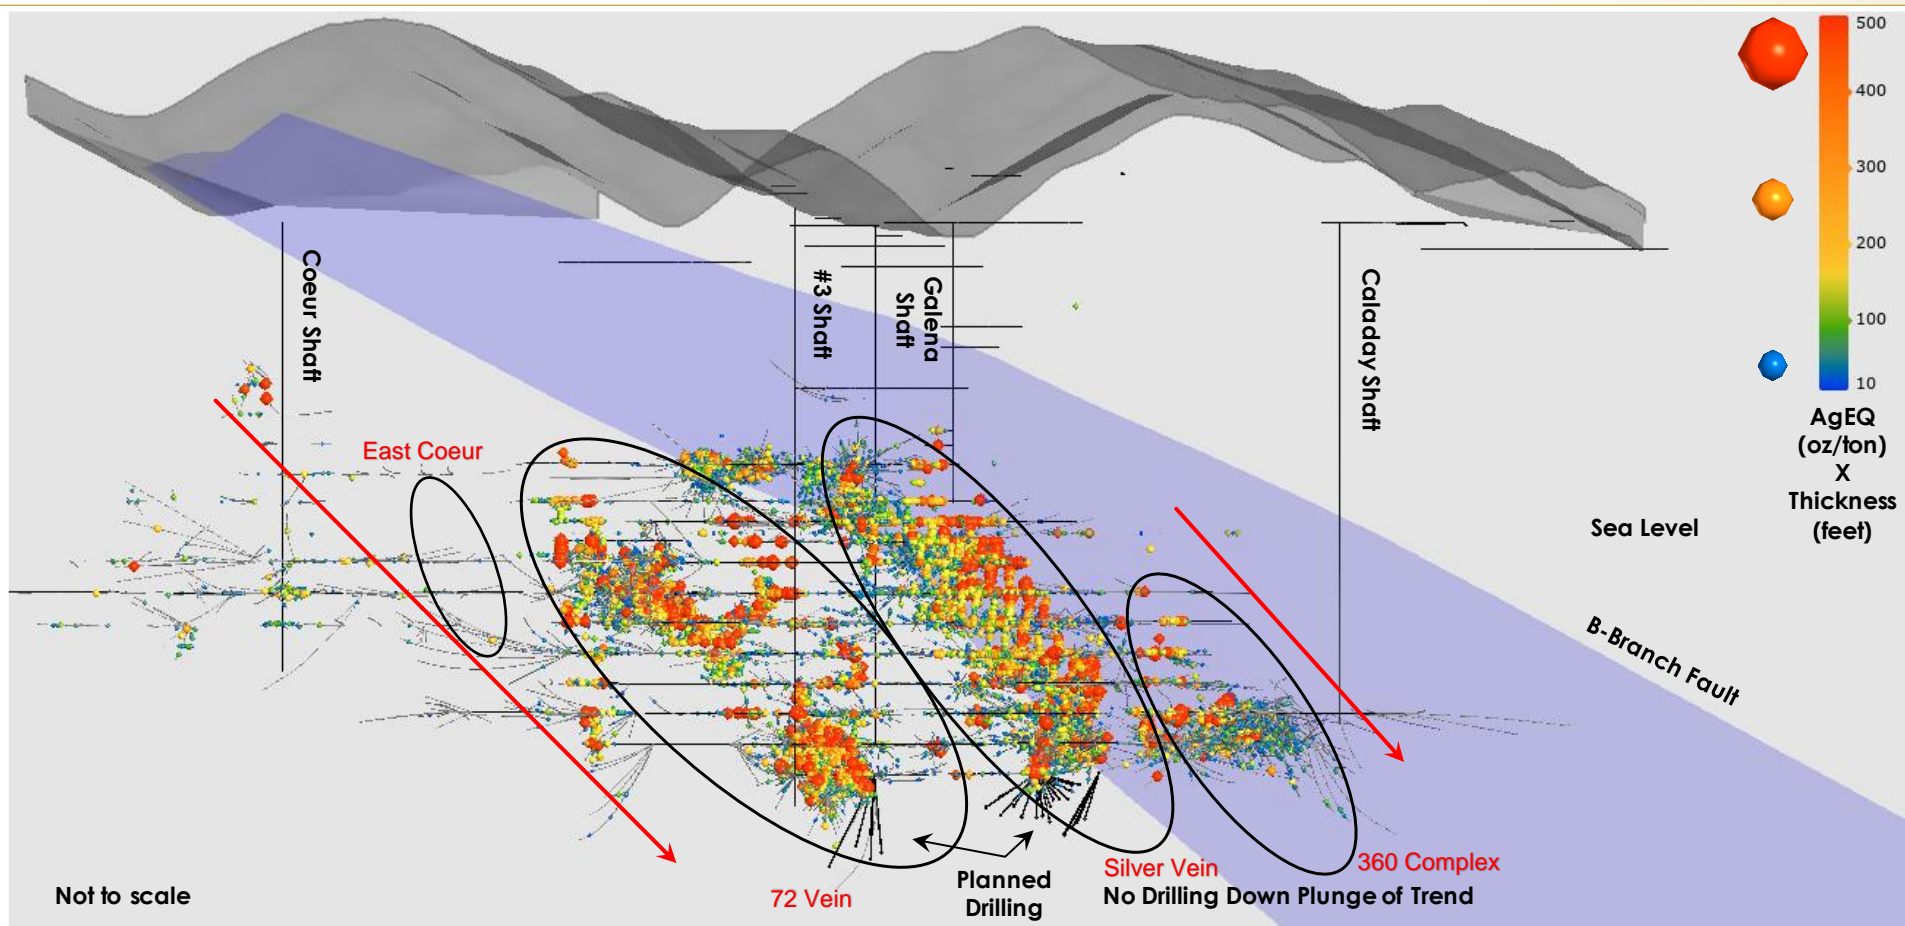 500
400
300
200
100
10
AgEQ
(oz/ton)
X
Thickness
(feet)
Coeur Shaft
#3 Shaft
Galena
Shaft
Caladay Shaft
East Coeur
Sea Level
B-Branch Fault
72 Vein
Planned
Drilling
Silver Vein
360 Complex
No Drilling Down Plunge of Trend
Not to scale